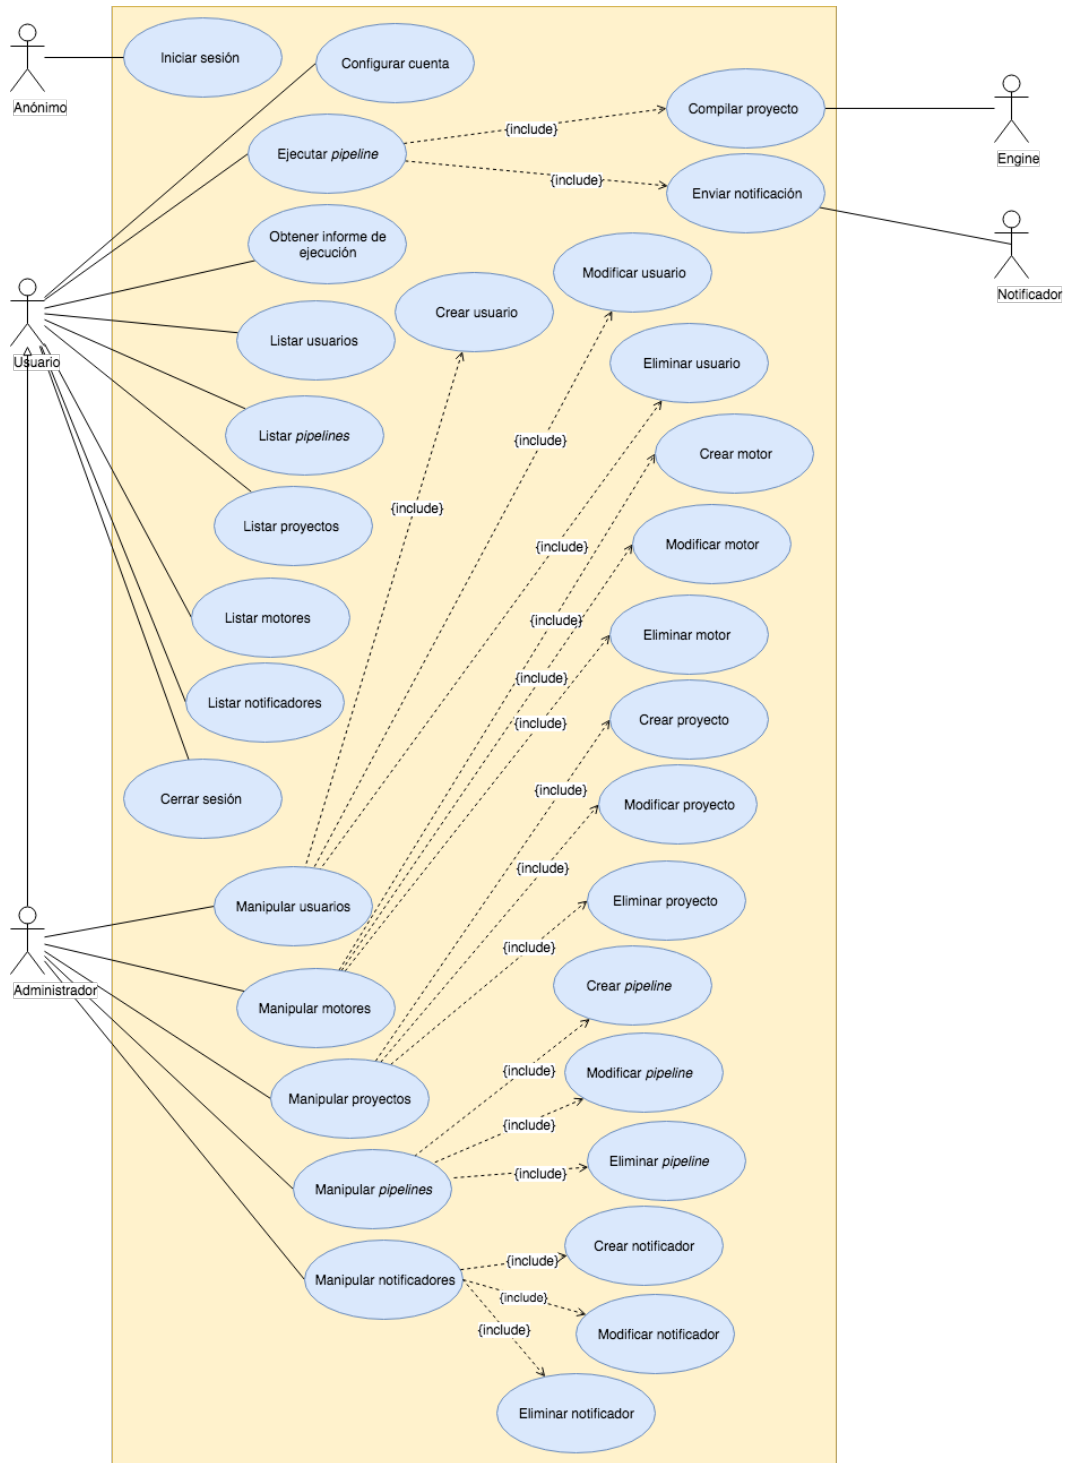 Iniciar sesión
Configurar cuenta
Anónimo
Compilar proyecto
{include}
Ejecutar pipeline
Engine
{include}
Enviar notificación
Obtener informe de
ejecución
Modificar usuario
Notificador
Crear usuario
Listar usuarios
Usuario
Eliminar usuario
Listar pipelines
{include}
Crear motor
{include}
Listar proyectos
{include}
Modificar motor
Listar motores
{include}
Eliminar motor
{include}
Listar notificadores
{include}
Crear proyecto
{include}
Cerrar sesión
Modificar proyecto
{include}
Manipular usuarios
Eliminar proyecto
{include}
Administrador
Crear pipeline
Manipular motores
{include}
Modificar pipeline
Manipular proyectos
{include}
Eliminar pipeline
{include}
Manipular pipelines
Crear notificador
{include}
Manipular notificadores
{include}
{include}
Modificar notificador
Eliminar notificador